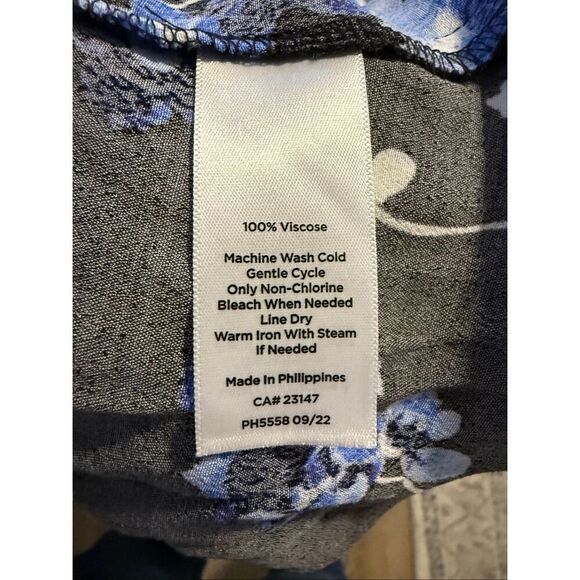 100% Viscose
Machine Wash Cold
Gentle Cycle
Only Non-Chlorine
Bleach When Needed
Line Dry
Warm Iron With Steam
If Needed
Made In Philippines
CA# 23147
PH5558 09/22